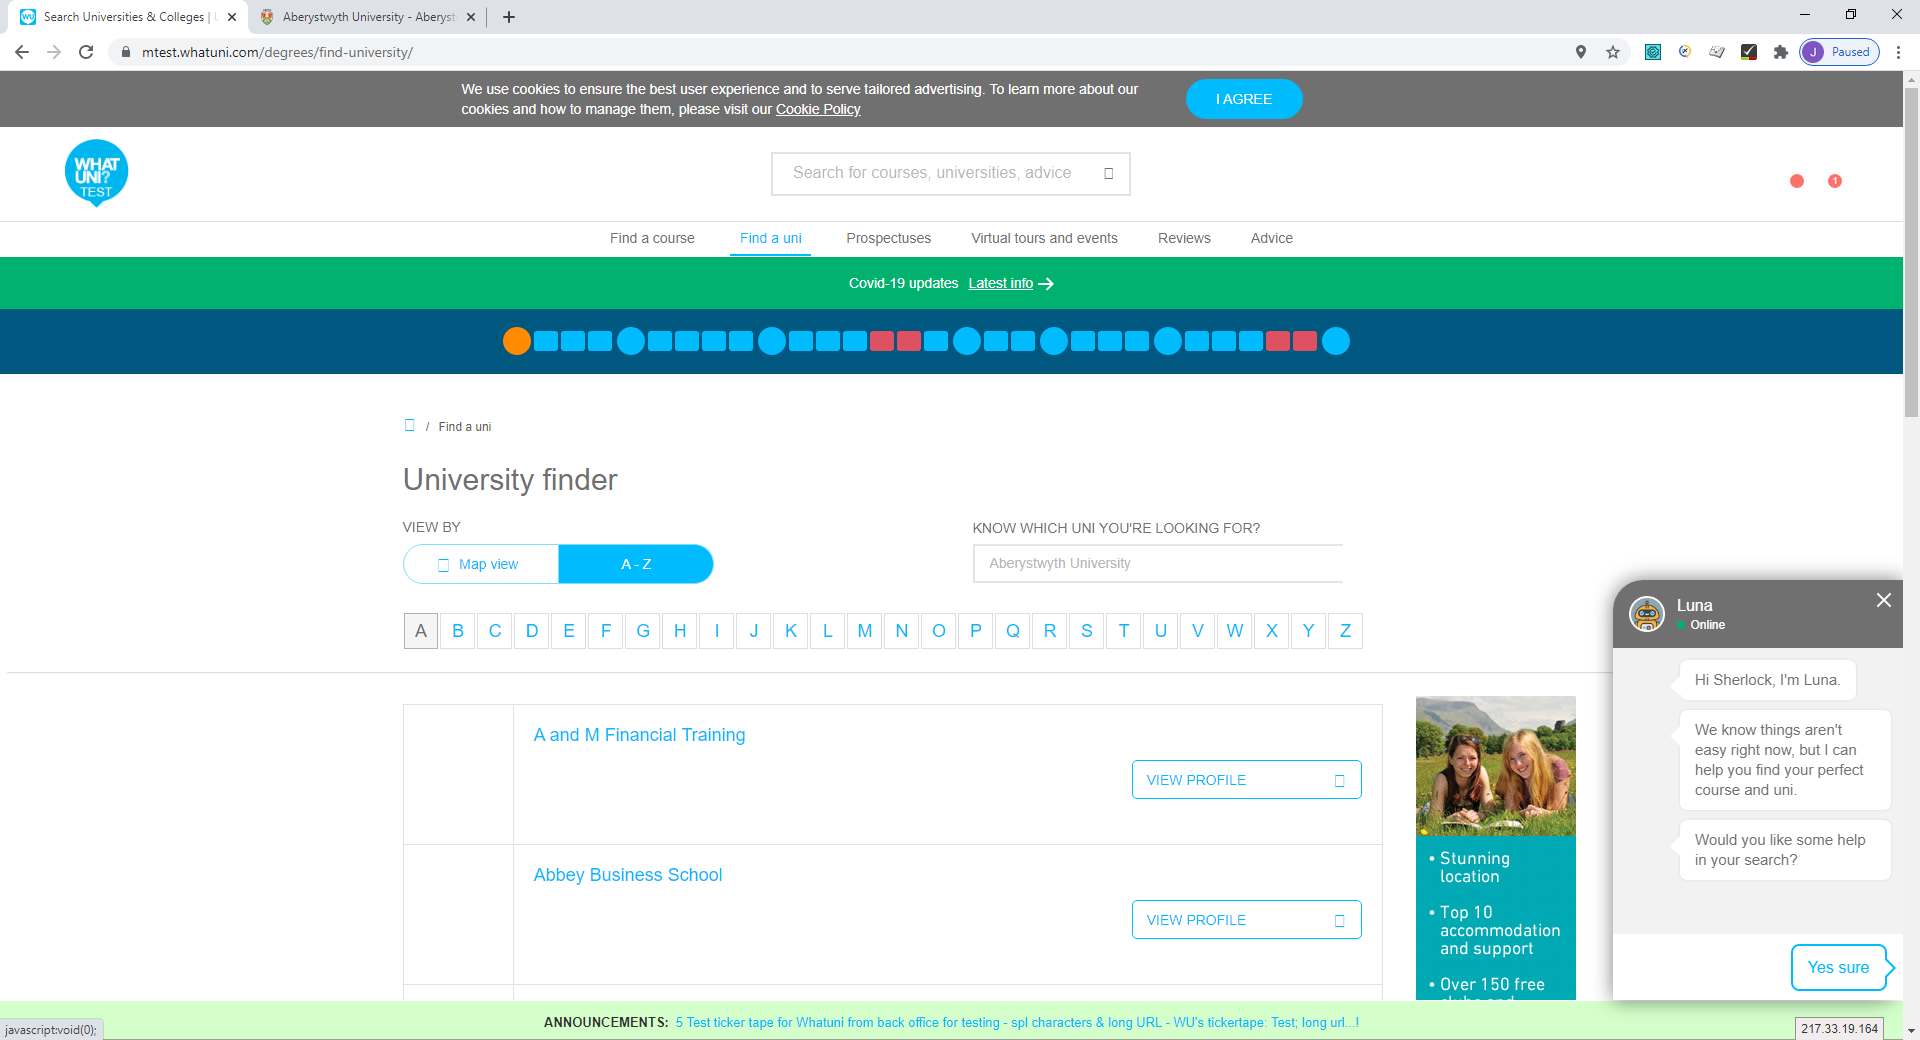 Search Universities & Colleges |
Aberystwyth University - Aberyst
mtest.whatuni.com/degrees/find-university/
J Paused
We use cookies to ensure the best user experience and to serve tailored advertising. To learn more about our
cookies and how to manage them, please visit our Cookie Policy
I AGREE
WHAT
UNI?
TEST
Search for courses, universities, advice
1
Find a course
Find a uni
Prospectuses
Virtual tours and events
Reviews
Advice
Covid-19 updates Latest info
/ Find a uni
University finder
VIEW BY
KNOW WHICH UNI YOU'RE LOOKING FOR?
Map view
A - Z
Aberystwyth University
A B C D E F G H I J K L M N O P Q R S T U V W X Y Z
A and M Financial Training
VIEW PROFILE
Abbey Business School
VIEW PROFILE
• Stunning
location
• Top 10
accommodation
and support
• Over 150 free
Luna
Online
Hi Sherlock, I'm Luna.
We know things aren't
easy right now, but I can
help you find your perfect
course and uni.
Would you like some help
in your search?
Yes sure
ANNOUNCEMENTS: 5 Test ticker tape for Whatuni from back office for testing - spl characters & long URL - WU's tickertape: Test; long url...!
javascript:void(0);
217.33.19.164